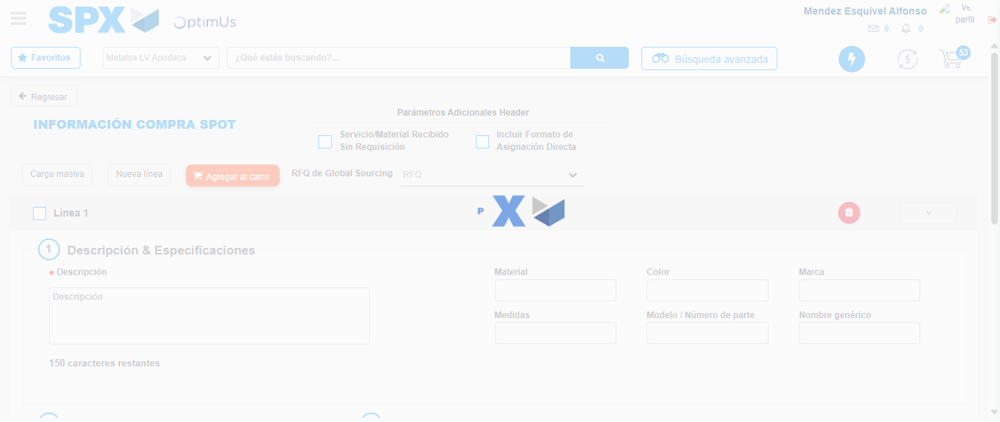 SPX OptimUs
Mendez Esquivel Alfonso
perfil
0 0
Favoritos
Metalsa LV Apodaca
¿Qué estás buscando?...
Búsqueda avanzada
53
Regresar
INFORMACIÓN COMPRA SPOT
Parámetros Adicionales Header
Servicio/Material Recibido
Sin Requisición
Incluir Formato de
Asignación Directa
Carga masiva
Nueva línea
Agregar al carro
RFQ de Global Sourcing
RFQ
Linea 1
P X
1 Descripción & Especificaciones
* Descripción
Descripción
150 caracteres restantes
Material
Color
Marca
Medidas
Modelo / Número de parte
Nombre genérico